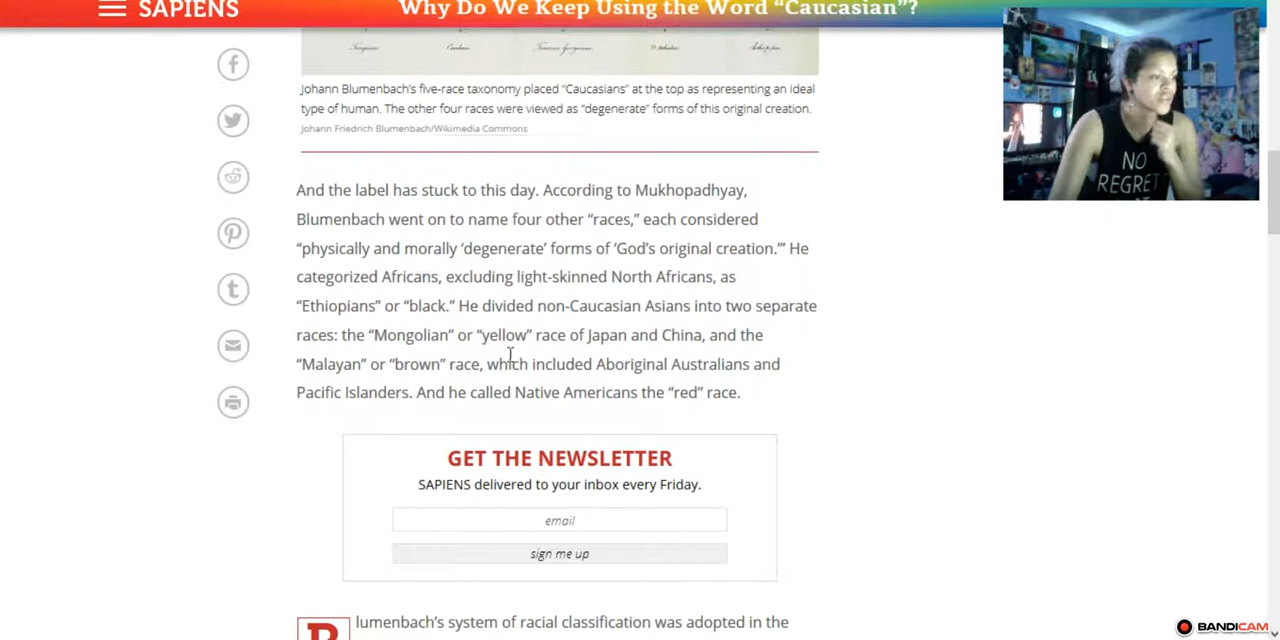 SAPIENS
Why Do We Keep Using the Word “Caucasian”?
Johann Blumenbach’s five-race taxonomy placed “Caucasians” at the top as representing an ideal
type of human. The other four races were viewed as “degenerate” forms of this original creation.
Johann Friedrich Blumenbach/Wikimedia Commons
And the label has stuck to this day. According to Mukhopadhyay,
Blumenbach went on to name four other “races,” each considered
“physically and morally ‘degenerate’ forms of ‘God’s original creation.’” He
categorized Africans, excluding light-skinned North Africans, as
“Ethiopians” or “black.” He divided non-Caucasian Asians into two separate
races: the “Mongolian” or “yellow” race of Japan and China, and the
“Malayan” or “brown” race, which included Aboriginal Australians and
Pacific Islanders. And he called Native Americans the “red” race.
GET THE NEWSLETTER
SAPIENS delivered to your inbox every Friday.
email
sign me up
Blumenbach’s system of racial classification was adopted in the
NO
REGRET
BANDICAM